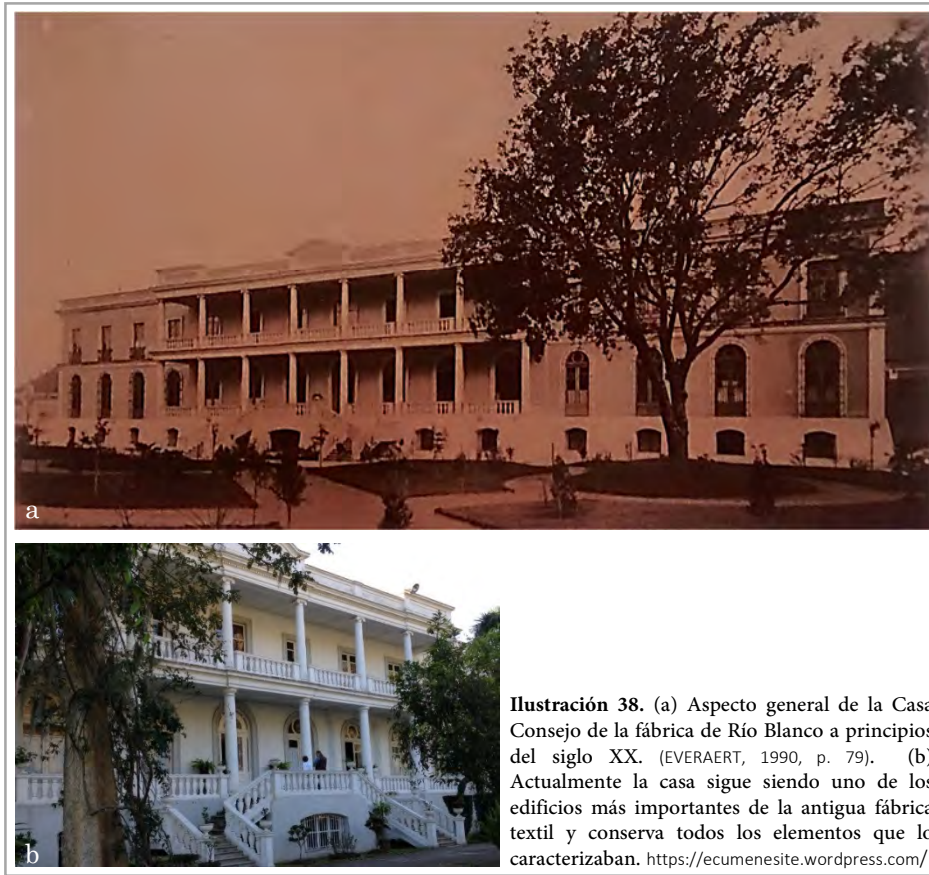 a
b
Ilustración 38. (a) Aspecto general de la Casa
Consejo de la fábrica de Río Blanco a principios
del siglo XX. (EVERAERT, 1990, p. 79). (b)
Actualmente la casa sigue siendo uno de los
edificios más importantes de la antigua fábrica
textil y conserva todos los elementos que lo
caracterizaban. https://ecumenesite.wordpress.com/